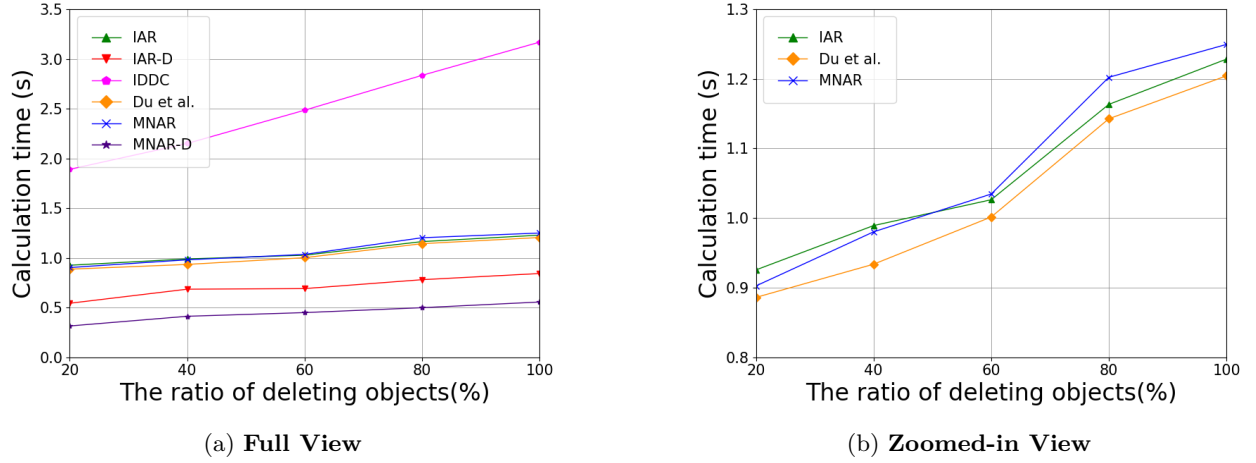 3.5
3.0
2.5
2.0
1.5
1.0
0.5
0.0
Calculation time (s)
IAR
IAR-D
IDDC
Du et al.
MNAR
MNAR-D
20 40 60 80 100
The ratio of deleting objects(%)
(a) Full View
1.3
1.2
1.1
1.0
0.9
0.8
Calculation time (s)
IAR
Du et al.
MNAR
20 40 60 80 100
The ratio of deleting objects(%)
(b) Zoomed-in View